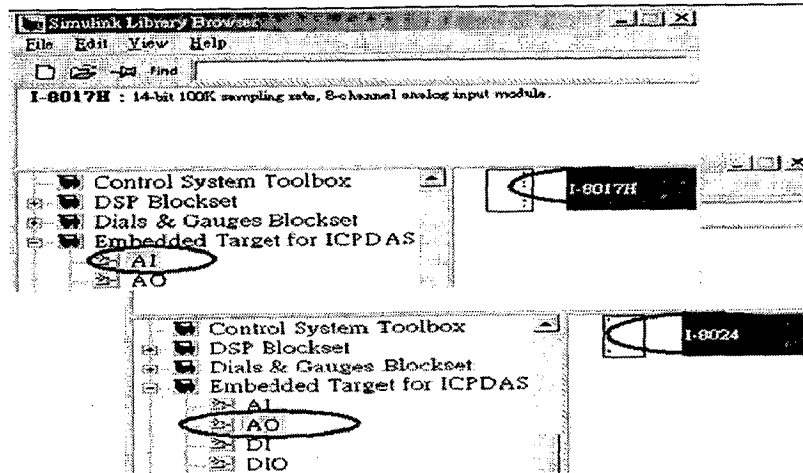 Simulink Library Browser
File Edit View Help
Find
I-8017H : 14-bit 100K sampling rate, 8-channel analog input module.
Control System Toolbox
DSP Blockset
Dials & Gauges Blockset
Embedded Target for ICPDAS
AI
AO
I-8017H
Control System Toolbox
DSP Blockset
Dials & Gauges Blockset
Embedded Target for ICPDAS
AI
AO
DI
DIO
I-8024